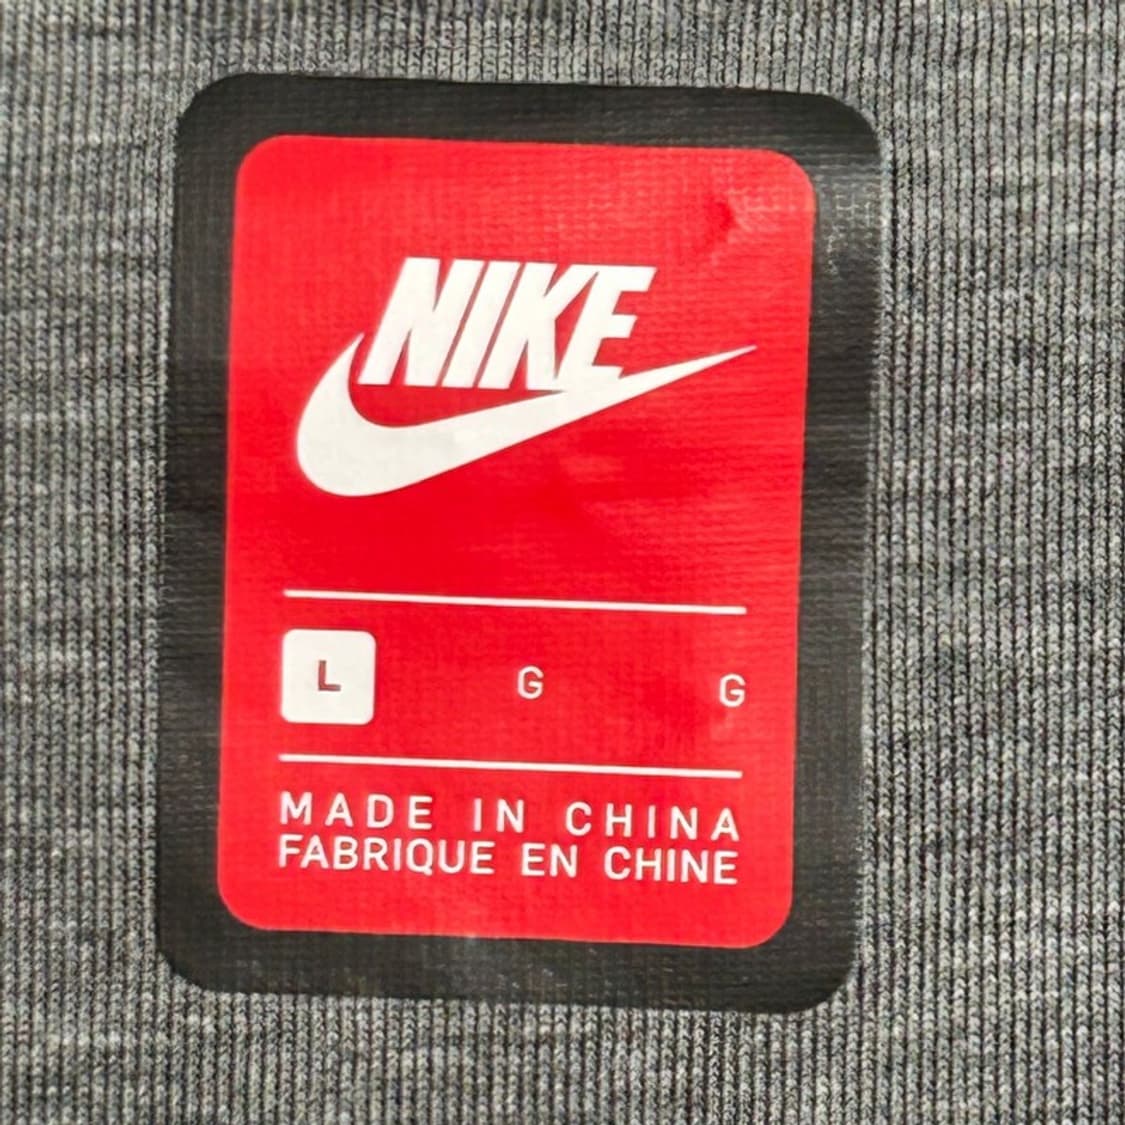 NIKE
L G G
MADE IN CHINA
FABRIQUE EN CHINE